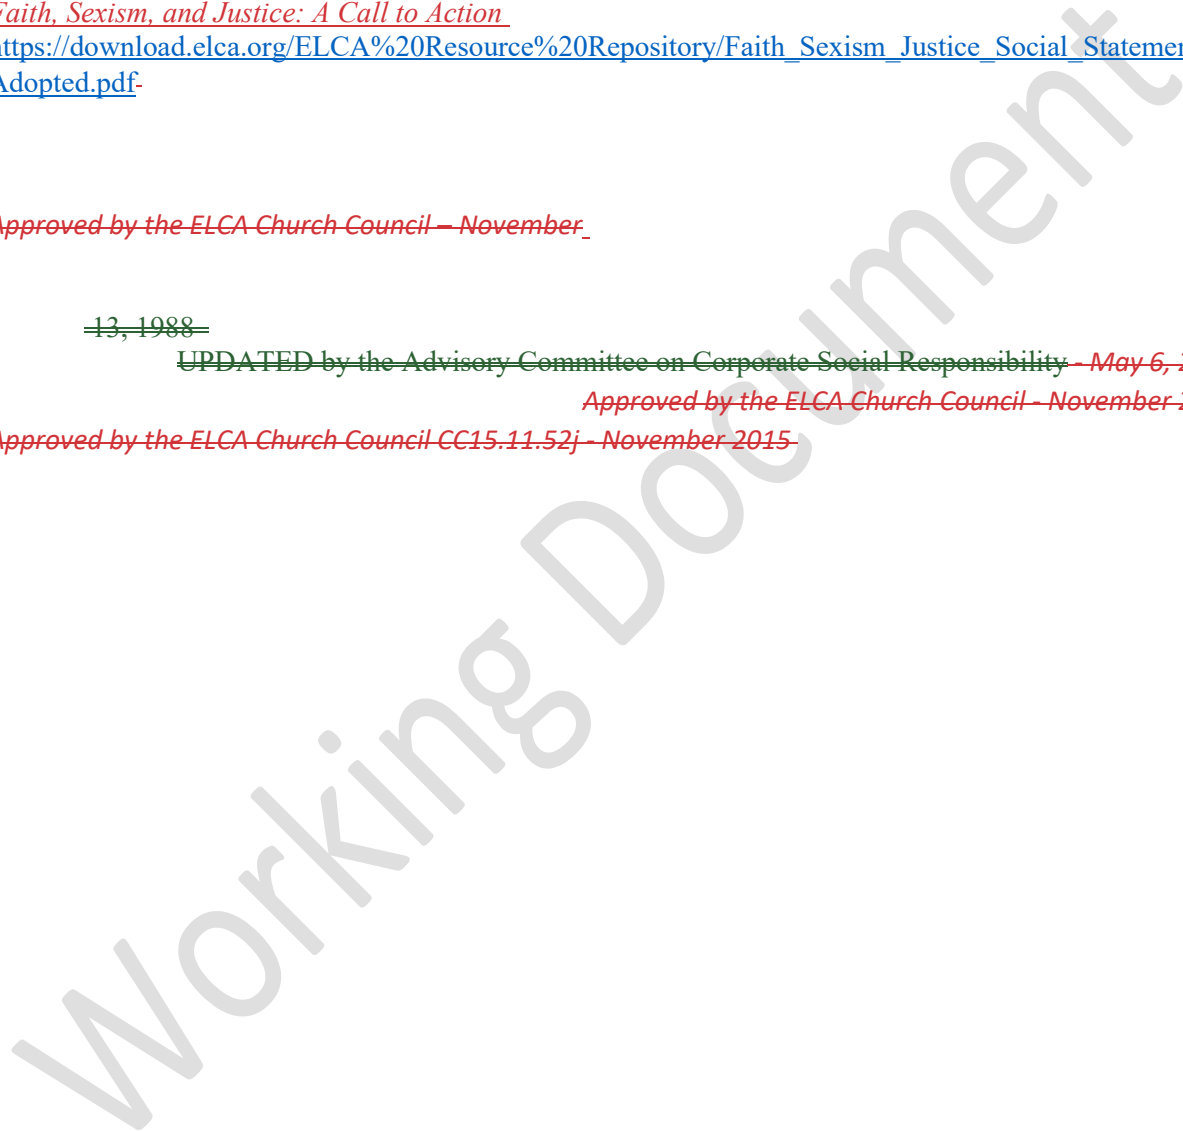 Faith, Sexism, and Justice: A Call to Action
https://download.elca.org/ELCA%20Resource%20Repository/Faith_Sexism_Justice_Social_Statemen
Adopted.pdf-
Approved by the ELCA Church Council – November
13, 1988
UPDATED by the Advisory Committee on Corporate Social Responsibility - May 6, 2
Approved by the ELCA Church Council - November 2
Approved by the ELCA Church Council CC15.11.52j - November 2015
Working Document